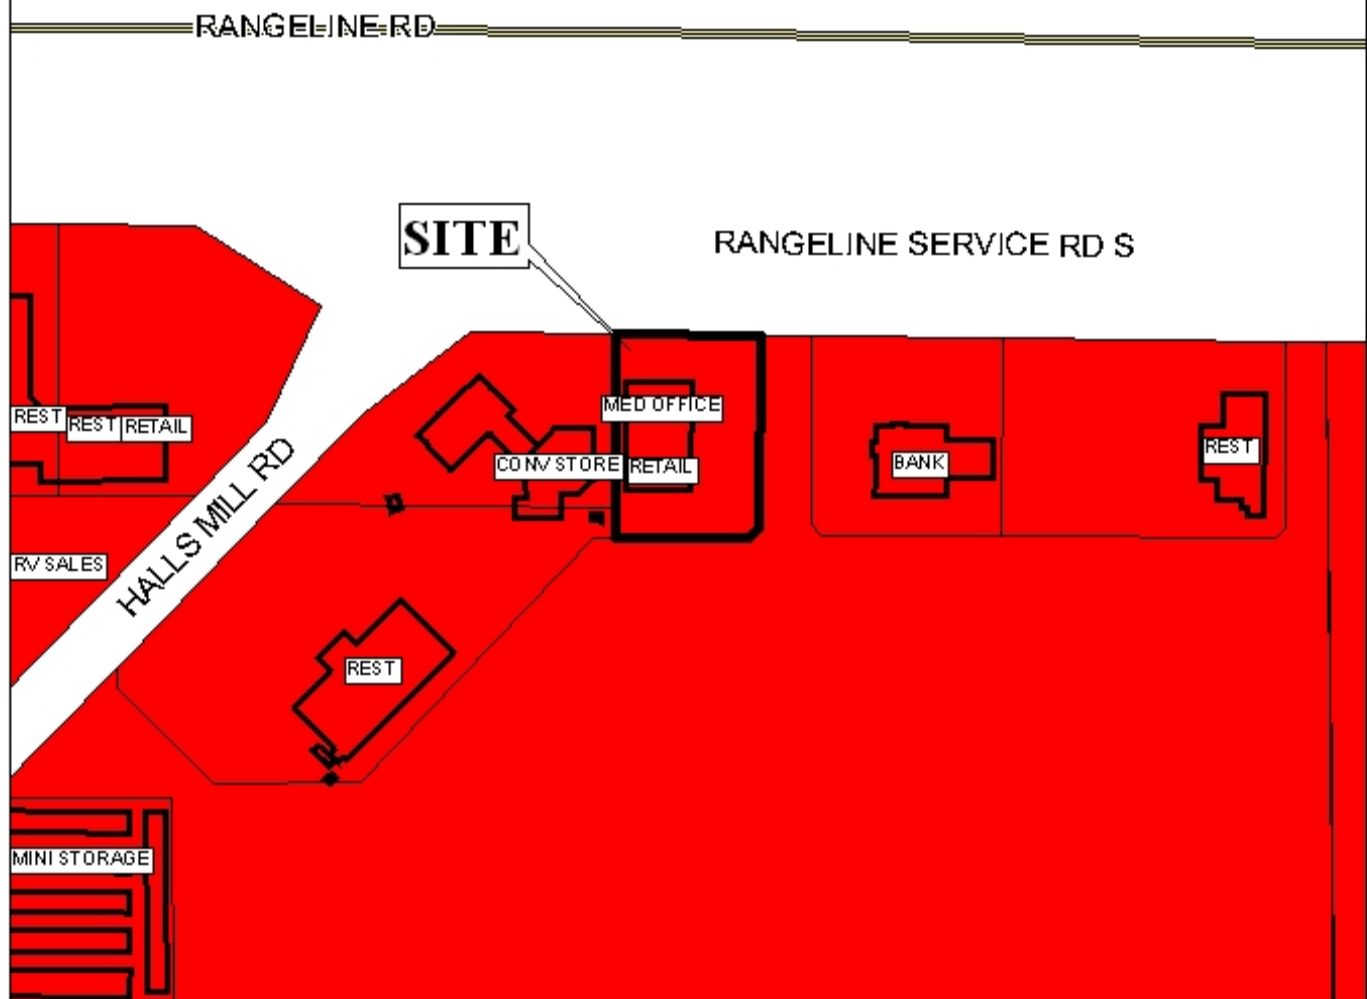 RANGELINE RD
SITE
RANGELINE SERVICE RD S
MED OFFICE
REST
REST
RETAIL
REST
CONV STORE
RETAIL
BANK
HALLS MILL RD
RV SALES
REST
MINI STORAGE